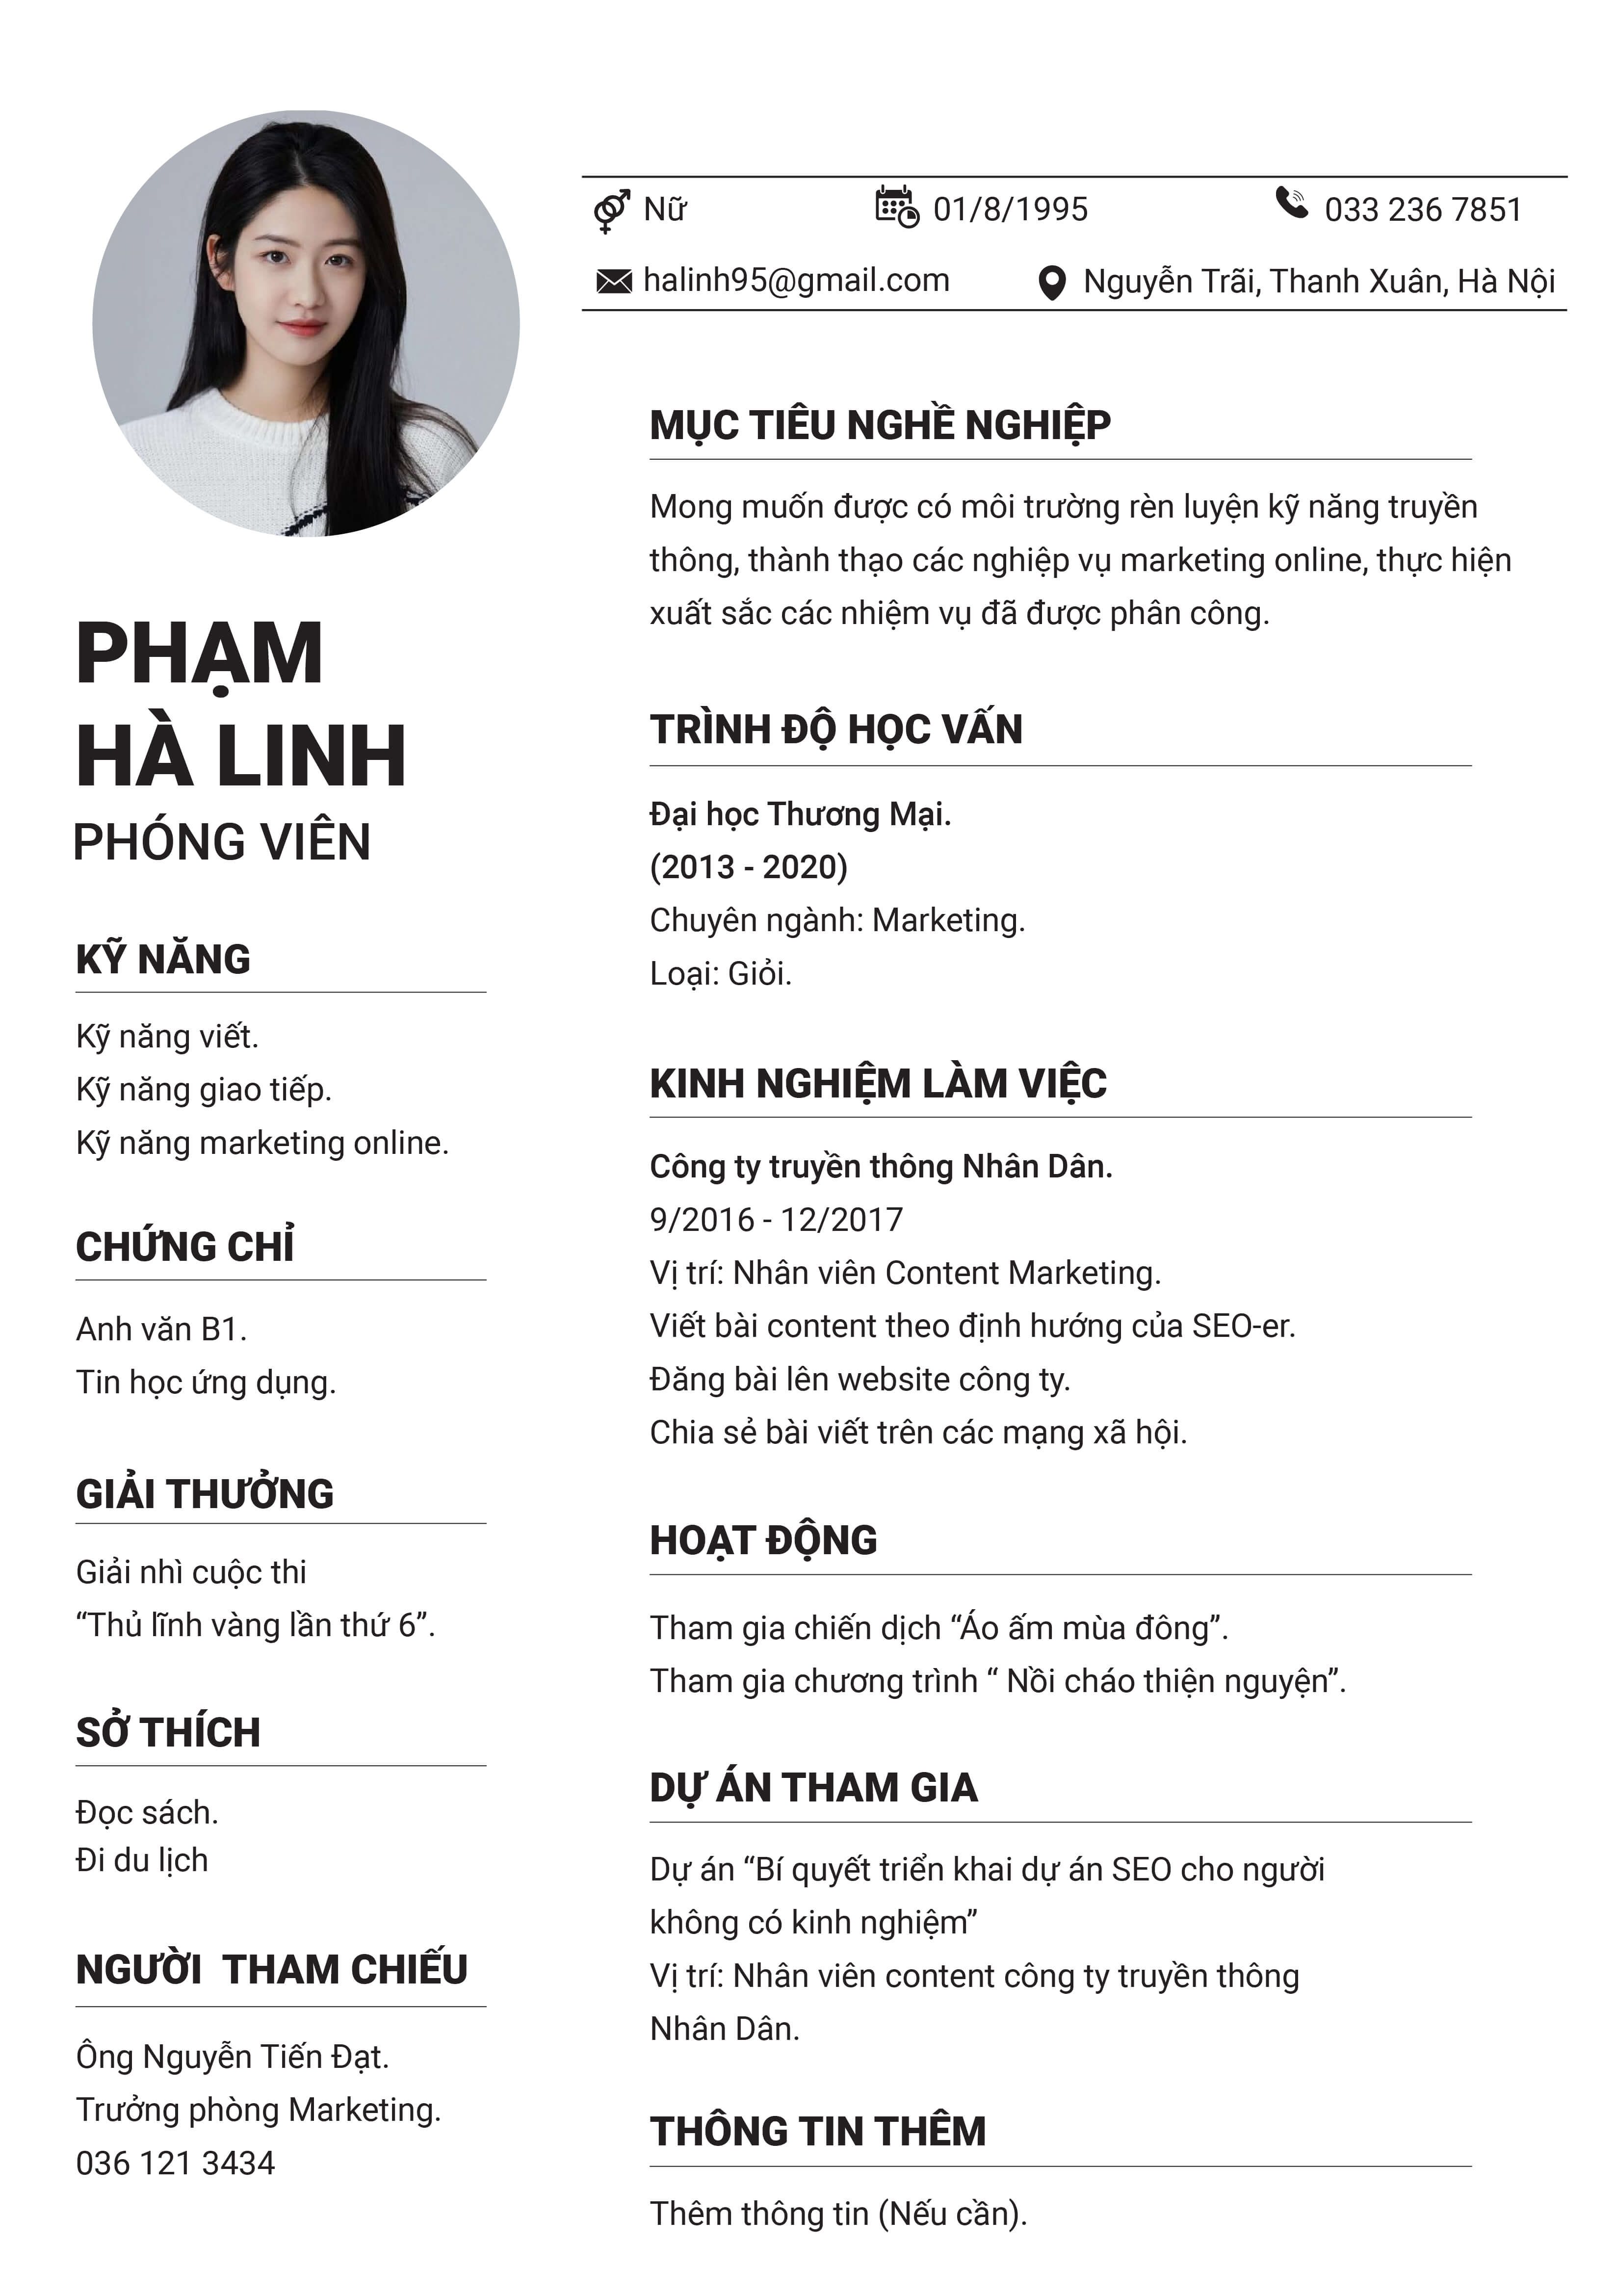 Nữ
01/8/1995
033 236 7851
halinh95@gmail.com
Nguyễn Trãi, Thanh Xuân, Hà Nội
PHẠM
HÀ LINH
PHÓNG VIÊN
KỸ NĂNG
Kỹ năng viết.
Kỹ năng giao tiếp.
Kỹ năng marketing online.
CHỨNG CHỈ
Anh văn B1.
Tin học ứng dụng.
GIẢI THƯỞNG
Giải nhì cuộc thi
“Thủ lĩnh vàng lần thứ 6”.
SỞ THÍCH
Đọc sách.
Đi du lịch
NGƯỜI  THAM CHIẾU
Ông Nguyễn Tiến Đạt.
Trưởng phòng Marketing.
036 121 3434
MỤC TIÊU NGHỀ NGHIỆP
Mong muốn được có môi trường rèn luyện kỹ năng truyền
thông, thành thạo các nghiệp vụ marketing online, thực hiện
xuất sắc các nhiệm vụ đã được phân công.
TRÌNH ĐỘ HỌC VẤN
Đại học Thương Mại.
(2013 - 2020)
Chuyên ngành: Marketing.
Loại: Giỏi.
KINH NGHIỆM LÀM VIỆC
Công ty truyền thông Nhân Dân.
9/2016 - 12/2017
Vị trí: Nhân viên Content Marketing.
Viết bài content theo định hướng của SEO-er.
Đăng bài lên website công ty.
Chia sẻ bài viết trên các mạng xã hội.
HOẠT ĐỘNG
Tham gia chiến dịch “Áo ấm mùa đông”.
Tham gia chương trình “ Nồi cháo thiện nguyện”.
DỰ ÁN THAM GIA
Dự án “Bí quyết triển khai dự án SEO cho người
không có kinh nghiệm”
Vị trí: Nhân viên content công ty truyền thông
Nhân Dân.
THÔNG TIN THÊM
Thêm thông tin (Nếu cần).